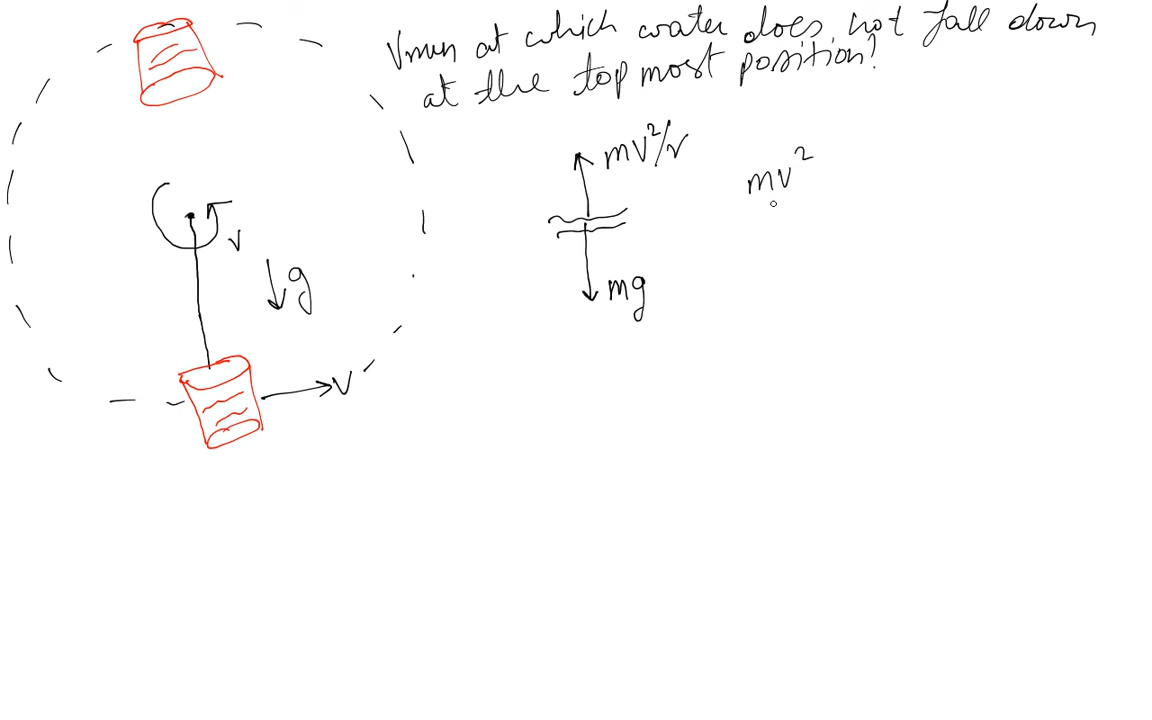 Vmin at which water does not fall down
at the top most position?
mv²/r
mv²
v
↓g
mg
v